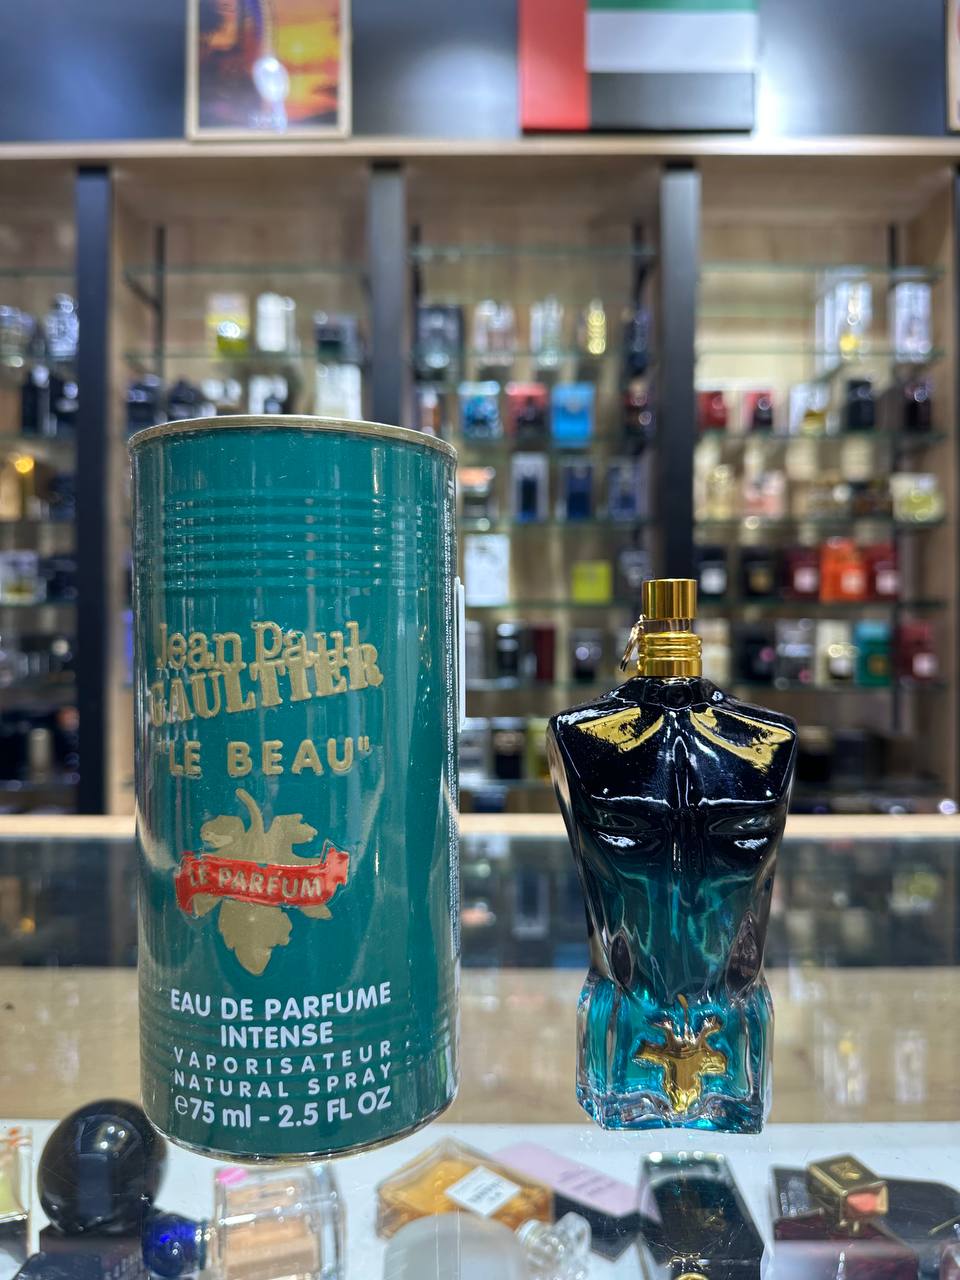 Jean Paul
GAULTIER
"LE BEAU"
LE PARFUM
EAU DE PARFUME
INTENSE
VAPORISATEUR
NATURAL SPRAY
℮75 ml - 2.5 FL OZ